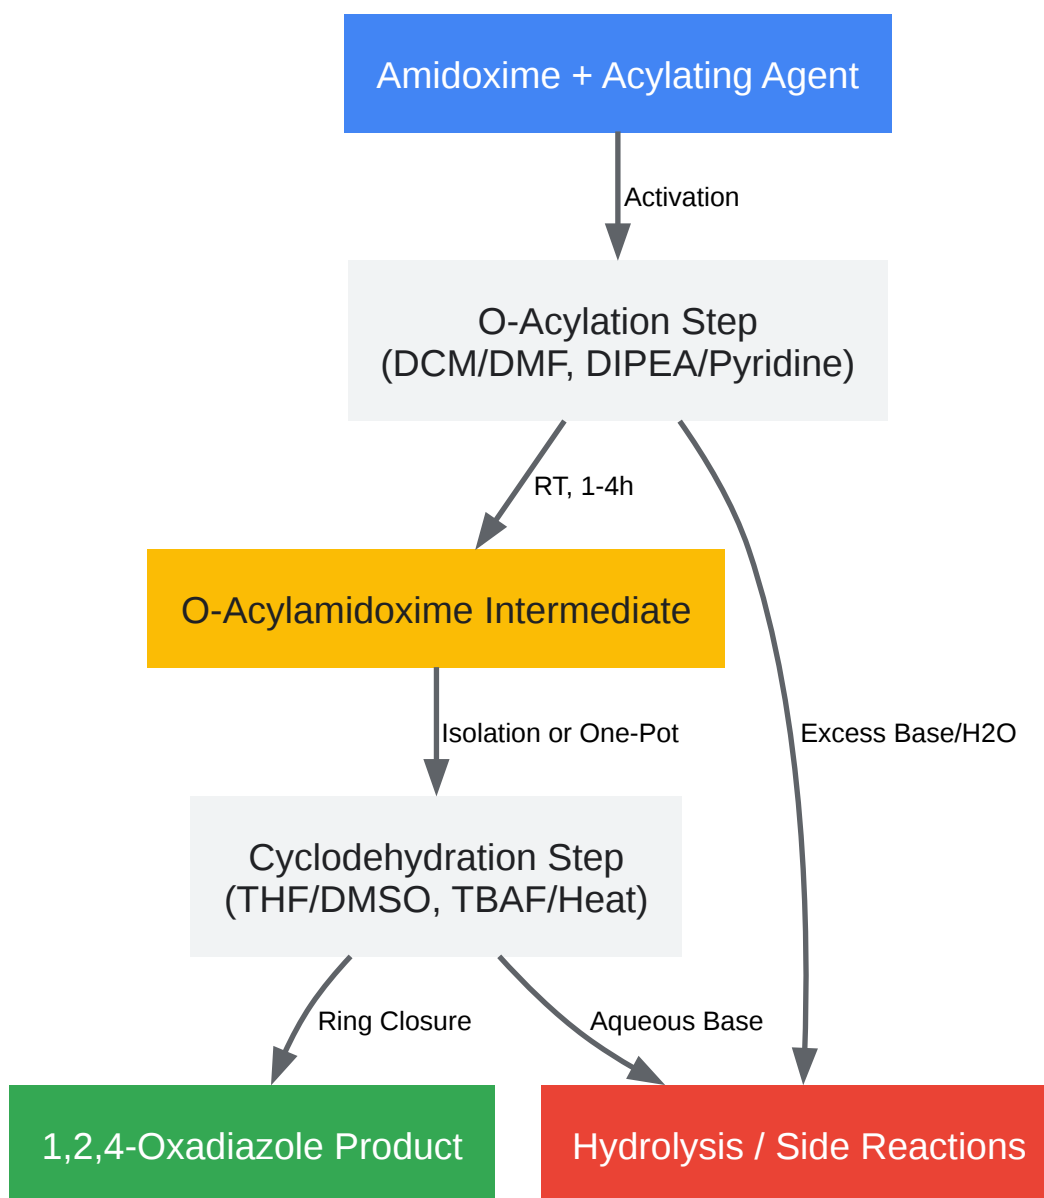 Amidoxime + Acylating Agent
Activation
O-Acylation Step
(DCM/DMF, DIPEA/Pyridine)
RT, 1-4h
O-Acylamidoxime Intermediate
Isolation or One-Pot
Excess Base/H2O
Cyclodehydration Step
(THF/DMSO, TBAF/Heat)
Ring Closure
Aqueous Base
1,2,4-Oxadiazole Product
Hydrolysis / Side Reactions